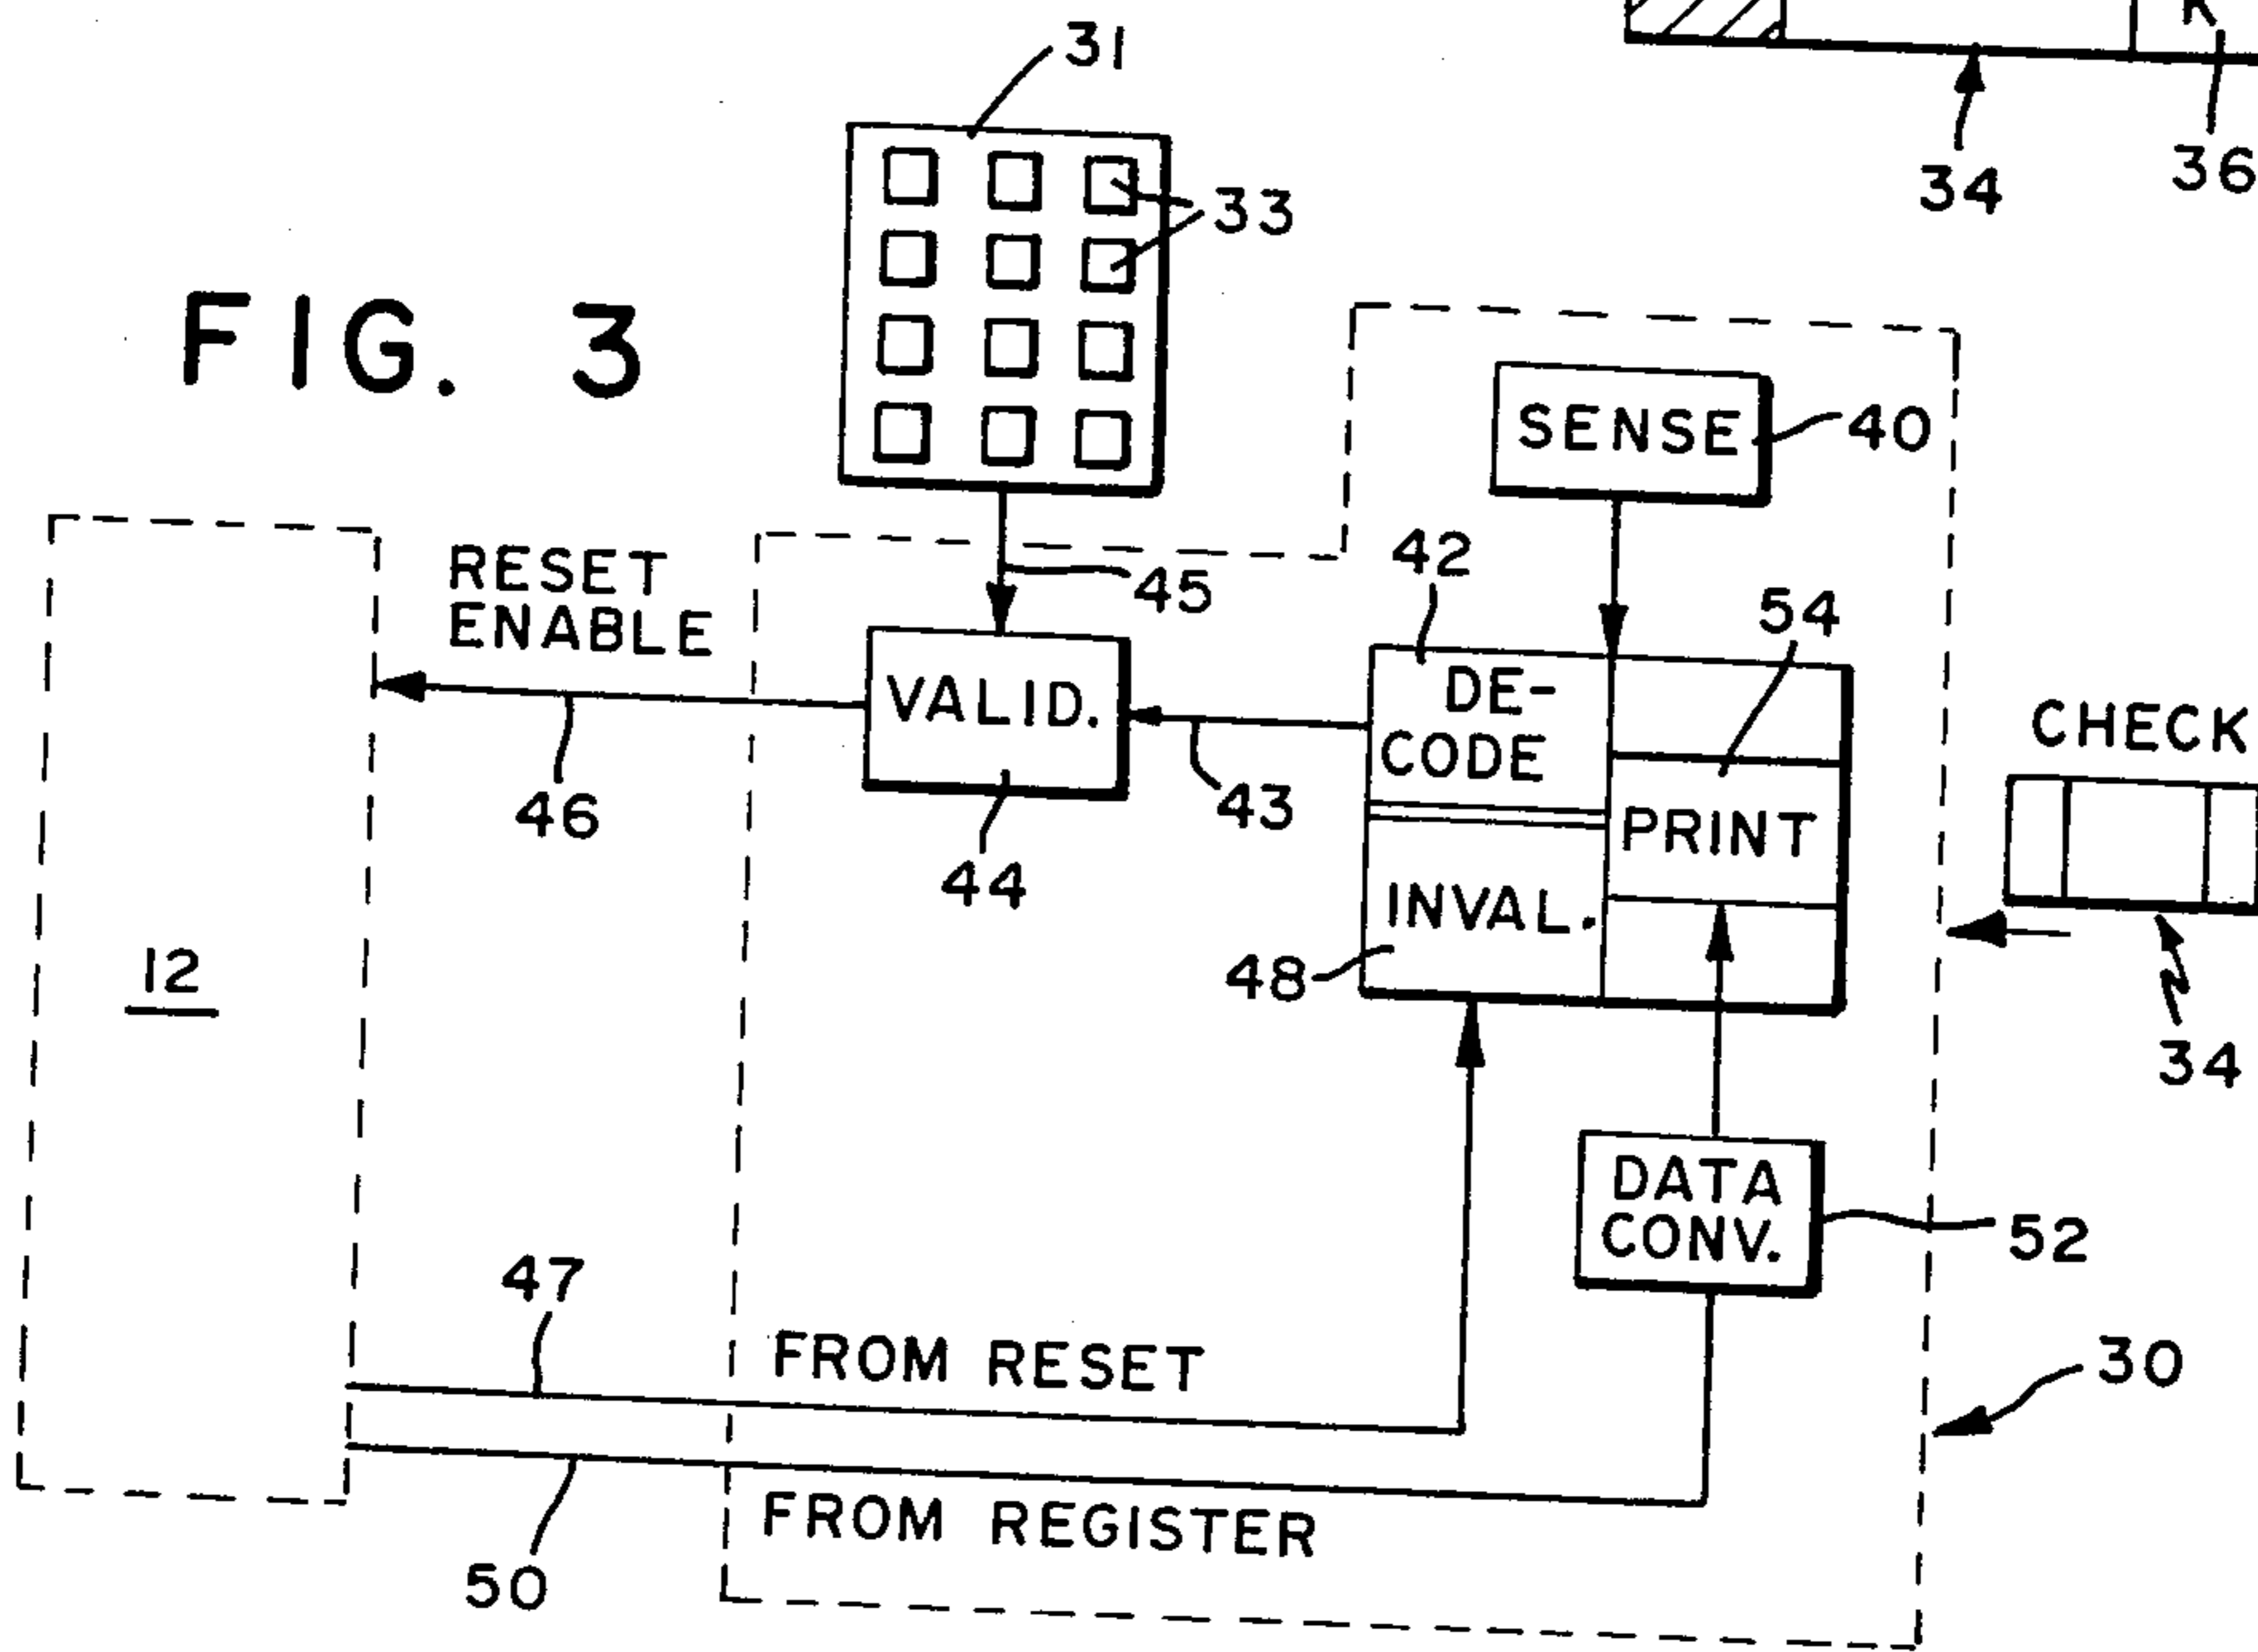 31
K
34
36
33
FIG. 3
SENSE
40
RESET
ENABLE
45
42
54
VALID.
DE-
CODE
PRINT
INVAL.
46
43
44
48
CHECK
34
12
DATA
CONV.
52
47
FROM RESET
30
FROM REGISTER
50